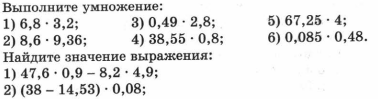 Выполните умножение:
1) 6,8 · 3,2; 3) 0,49 · 2,8; 5) 67,25 · 4;
2) 8,6 · 9,36; 4) 38,55 · 0,8; 6) 0,085 · 0,48.
Найдите значение выражения:
1) 47,6 · 0,9 – 8,2 · 4,9;
2) (38 – 14,53) · 0,08;